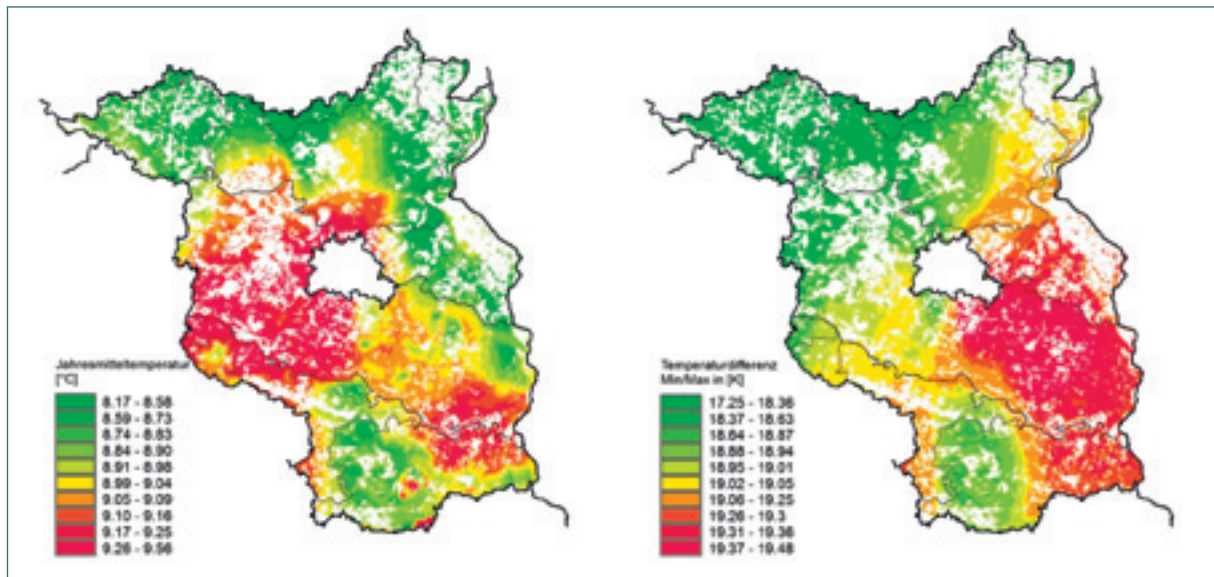 Jahresmitteltemperatur
[°C]
8.17 - 8.58
8.59 - 8.73
8.74 - 8.83
8.84 - 8.90
8.91 - 8.98
8.99 - 9.04
9.05 - 9.09
9.10 - 9.16
9.17 - 9.25
9.26 - 9.56
Temperaturdifferenz
Min/Max in [K]
17.25 - 18.36
18.37 - 18.63
18.64 - 18.87
18.88 - 18.94
18.95 - 19.01
19.02 - 19.05
19.06 - 19.25
19.26 - 19.3
19.31 - 19.36
19.37 - 19.48